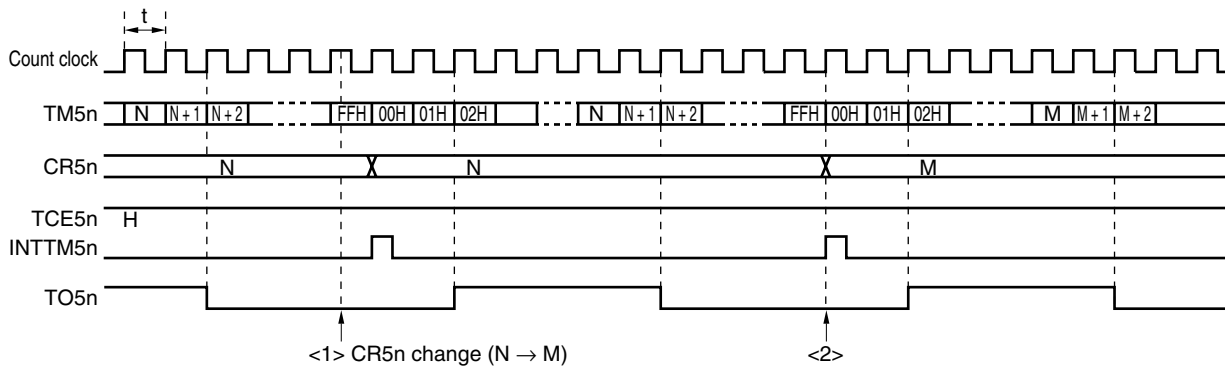 t
Count clock
TM5n N N + 1 N + 2 FFH 00H 01H 02H N N + 1 N + 2 FFH 00H 01H 02H M M + 1 M + 2
CR5n N N M
TCE5n H
INTTM5n
TO5n
<1> CR5n change (N → M) <2>